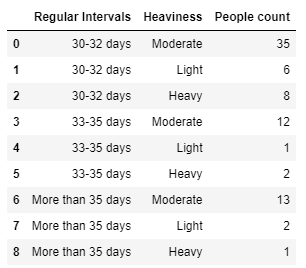 Regular Intervals Heaviness People count
0 30-32 days Moderate 35
1 30-32 days Light 6
2 30-32 days Heavy 8
3 33-35 days Moderate 12
4 33-35 days Light 1
5 33-35 days Heavy 2
6 More than 35 days Moderate 13
7 More than 35 days Light 2
8 More than 35 days Heavy 1